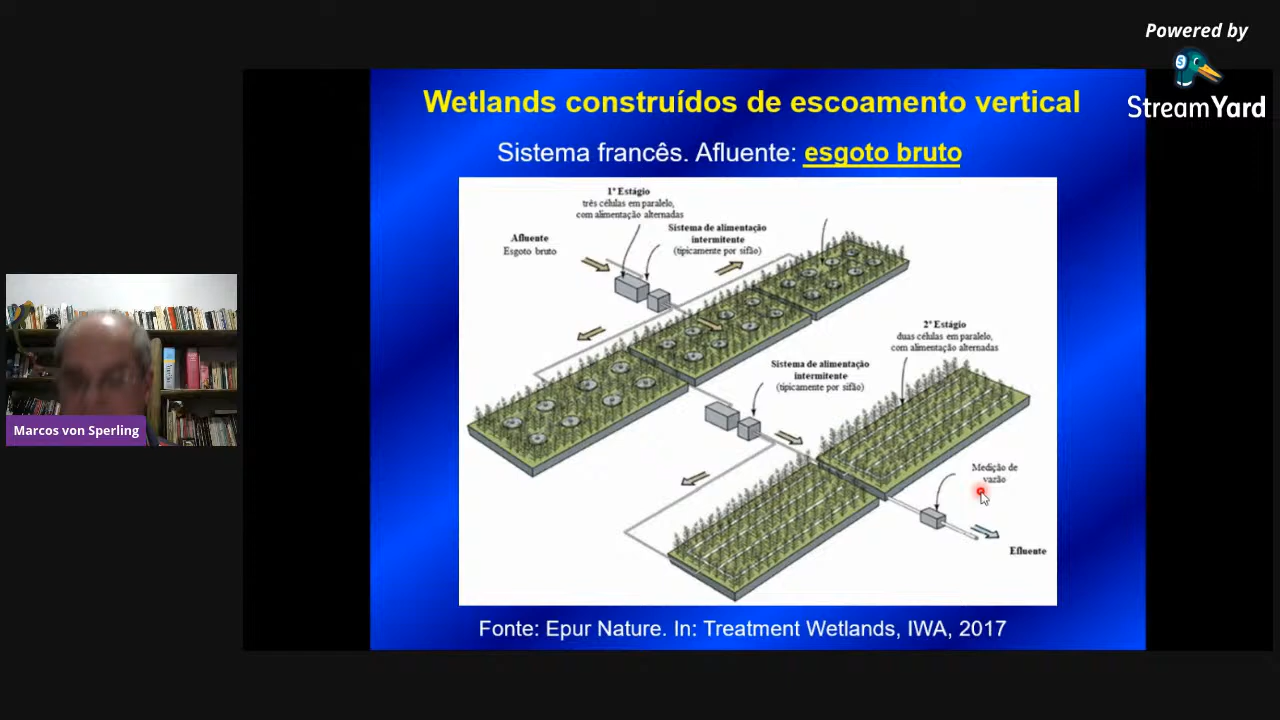 Powered by
StreamYard
Wetlands construídos de escoamento vertical
Sistema francês. Afluente: esgoto bruto
1º Estágio
três células em paralelo,
com alimentação alternadas
Sistema de alimentação
intermitente
(tipicamente por sifão)
Afluente
Esgoto bruto
2º Estágio
duas células em paralelo,
com alimentação alternadas
Sistema de alimentação
intermitente
(tipicamente por sifão)
Medição de
vazão
Efluente
Marcos von Sperling
Fonte: Epur Nature. In: Treatment Wetlands, IWA, 2017